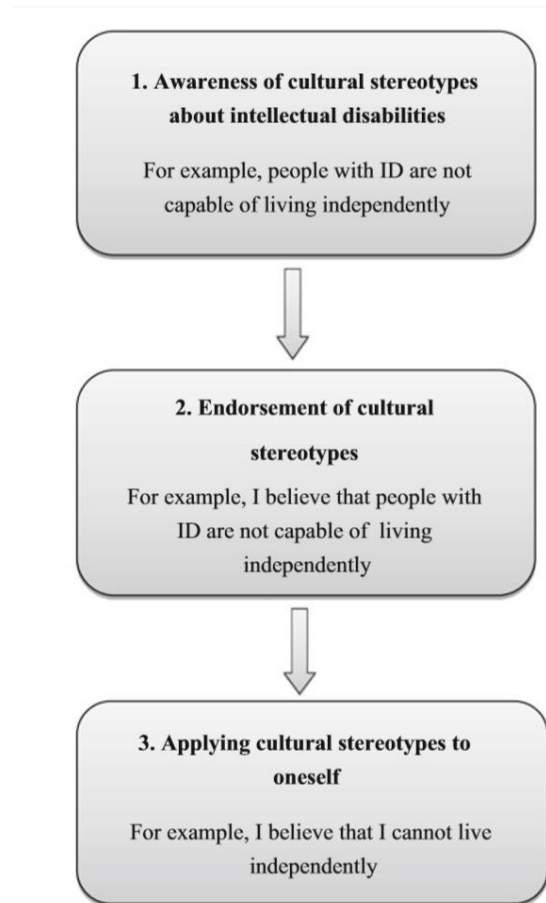 1. Awareness of cultural stereotypes
about intellectual disabilities
For example, people with ID are not
capable of living independently
2. Endorsement of cultural
stereotypes
For example, I believe that people with
ID are not capable of living
independently
3. Applying cultural stereotypes to
oneself
For example, I believe that I cannot live
independently